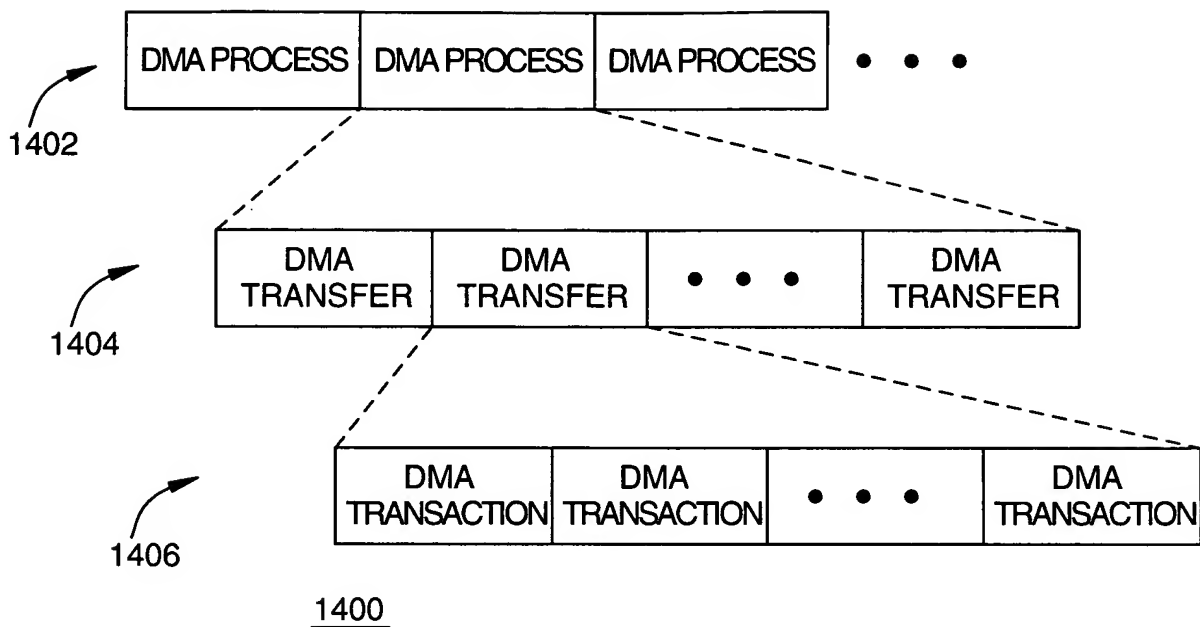 DMA PROCESS DMA PROCESS DMA PROCESS • • •
1402
DMA TRANSFER DMA TRANSFER • • • DMA TRANSFER
1404
DMA TRANSACTION DMA TRANSACTION • • • DMA TRANSACTION
1406
1400